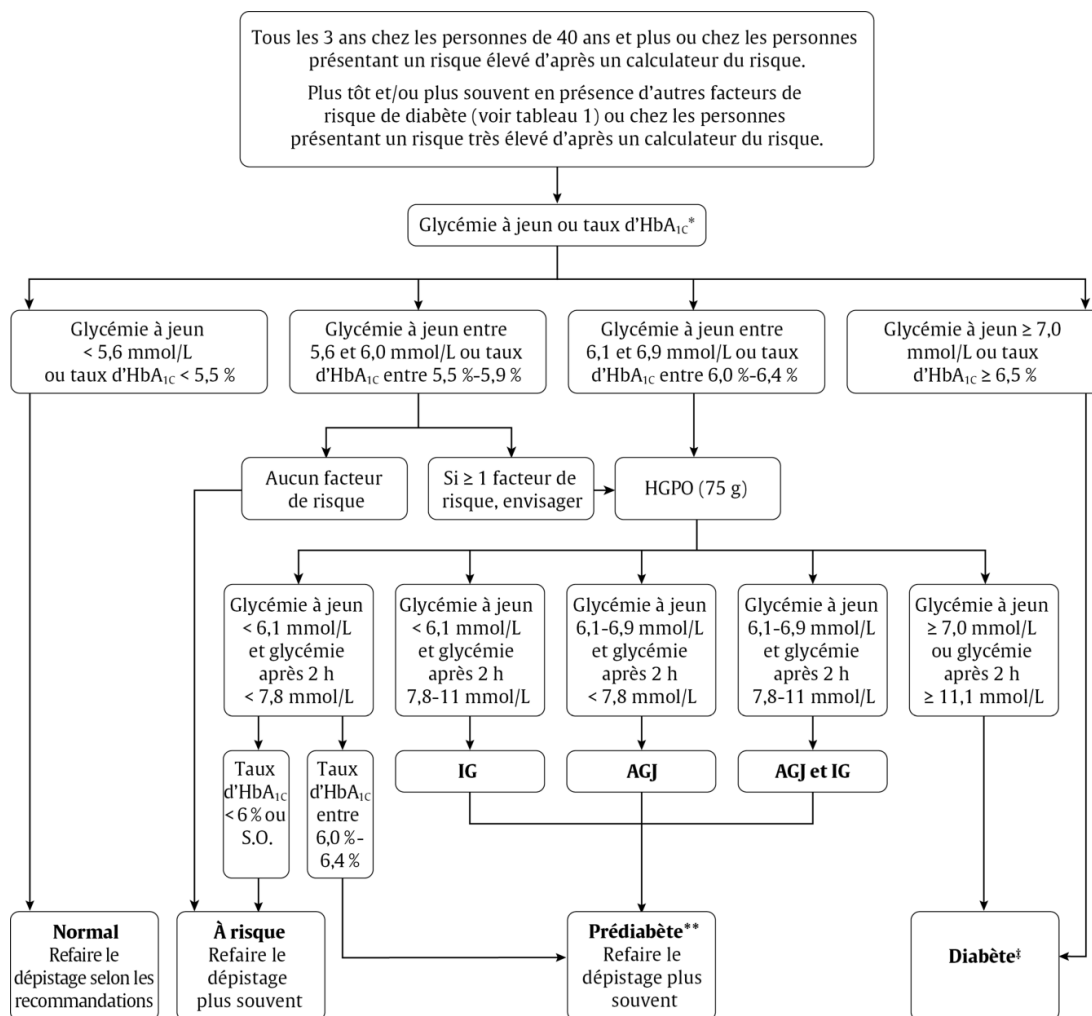 Tous les 3 ans chez les personnes de 40 ans et plus ou chez les personnes
présentant un risque élevé d’après un calculateur du risque.
Plus tôt et/ou plus souvent en présence d’autres facteurs de
risque de diabète (voir tableau 1) ou chez les personnes
présentant un risque très élevé d’après un calculateur du risque.
Glycémie à jeun ou taux d’HbA1C*
Glycémie à jeun
< 5,6 mmol/L
ou taux d’HbA1C < 5,5 %
Glycémie à jeun entre
5,6 et 6,0 mmol/L ou taux
d’HbA1C entre 5,5 %-5,9 %
Glycémie à jeun entre
6,1 et 6,9 mmol/L ou taux
d’HbA1C entre 6,0 %-6,4 %
Glycémie à jeun ≥ 7,0
mmol/L ou taux
d’HbA1C ≥ 6,5 %
Aucun facteur
de risque
Si ≥ 1 facteur de
risque, envisager
HGPO (75 g)
Glycémie à jeun
< 6,1 mmol/L
et glycémie
après 2 h
< 7,8 mmol/L
Glycémie à jeun
< 6,1 mmol/L
et glycémie
après 2 h
7,8-11 mmol/L
Glycémie à jeun
6,1-6,9 mmol/L
et glycémie
après 2 h
< 7,8 mmol/L
Glycémie à jeun
6,1-6,9 mmol/L
et glycémie
après 2 h
7,8-11 mmol/L
Glycémie à jeun
≥ 7,0 mmol/L
ou glycémie
après 2 h
≥ 11,1 mmol/L
Taux
d’HbA1C
< 6 % ou
S.O.
Taux
d’HbA1C
entre
6,0 %-
6,4 %
IG
AGJ
AGJ et IG
Normal
Refaire le
dépistage selon les
recommandations
À risque
Refaire le
dépistage
plus souvent
Prédiabète**
Refaire le
dépistage plus
souvent
Diabète‡